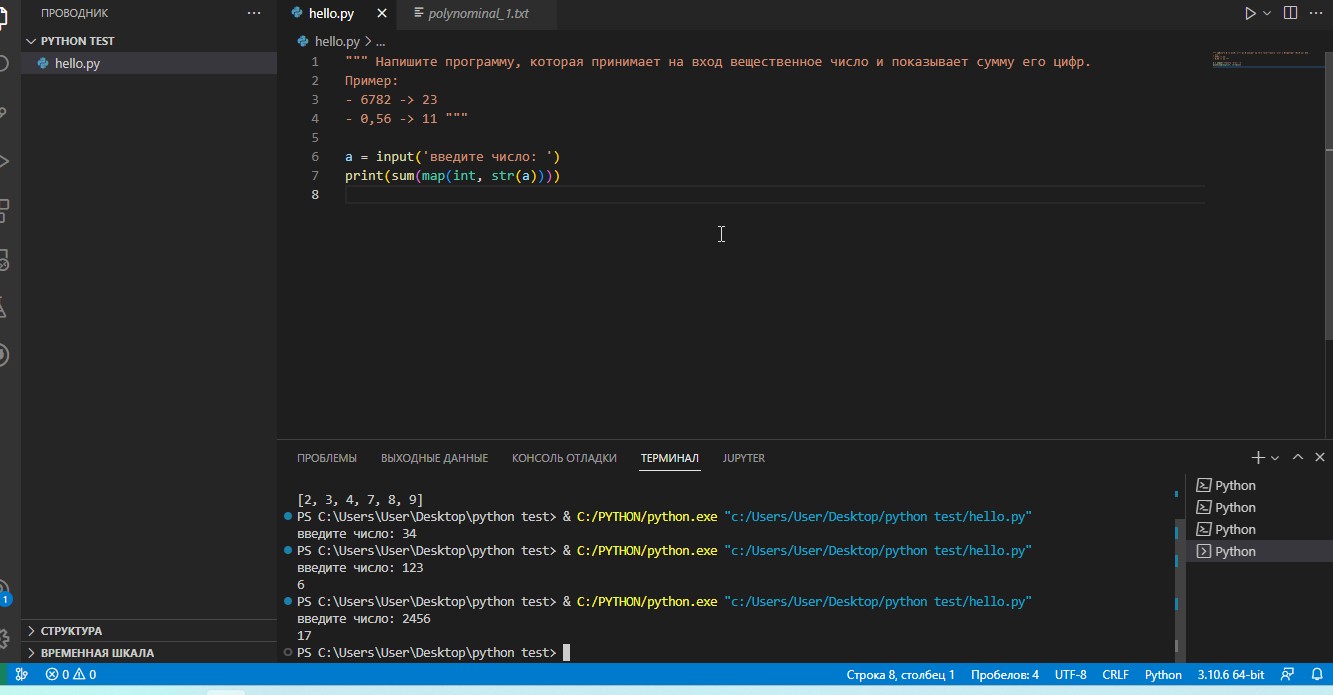 ПРОВОДНИК ···
hello.py
polynominal_1.txt
PYTHON TEST
hello.py
hello.py > ...
1 """ Напишите программу, которая принимает на вход вещественное число и показывает сумму его цифр.
2 Пример:
3 - 6782 -> 23
4 - 0,56 -> 11 """
5
6 a = input('введите число: ')
7 print(sum(map(int, str(a))))
8
ПРОБЛЕМЫ ВЫХОДНЫЕ ДАННЫЕ КОНСОЛЬ ОТЛАДКИ ТЕРМИНАЛ JUPYTER
[2, 3, 4, 7, 8, 9]
PS C:\Users\User\Desktop\python test> & C:/PYTHON/python.exe "c:/Users/User/Desktop/python test/hello.py"
введите число: 34
PS C:\Users\User\Desktop\python test> & C:/PYTHON/python.exe "c:/Users/User/Desktop/python test/hello.py"
введите число: 123
6
PS C:\Users\User\Desktop\python test> & C:/PYTHON/python.exe "c:/Users/User/Desktop/python test/hello.py"
введите число: 2456
17
PS C:\Users\User\Desktop\python test>
Python
Python
Python
Python
1
СТРУКТУРА
ВРЕМЕННАЯ ШКАЛА
0 0 Строка 8, столбец 1 Пробелов: 4 UTF-8 CRLF Python 3.10.6 64-bit